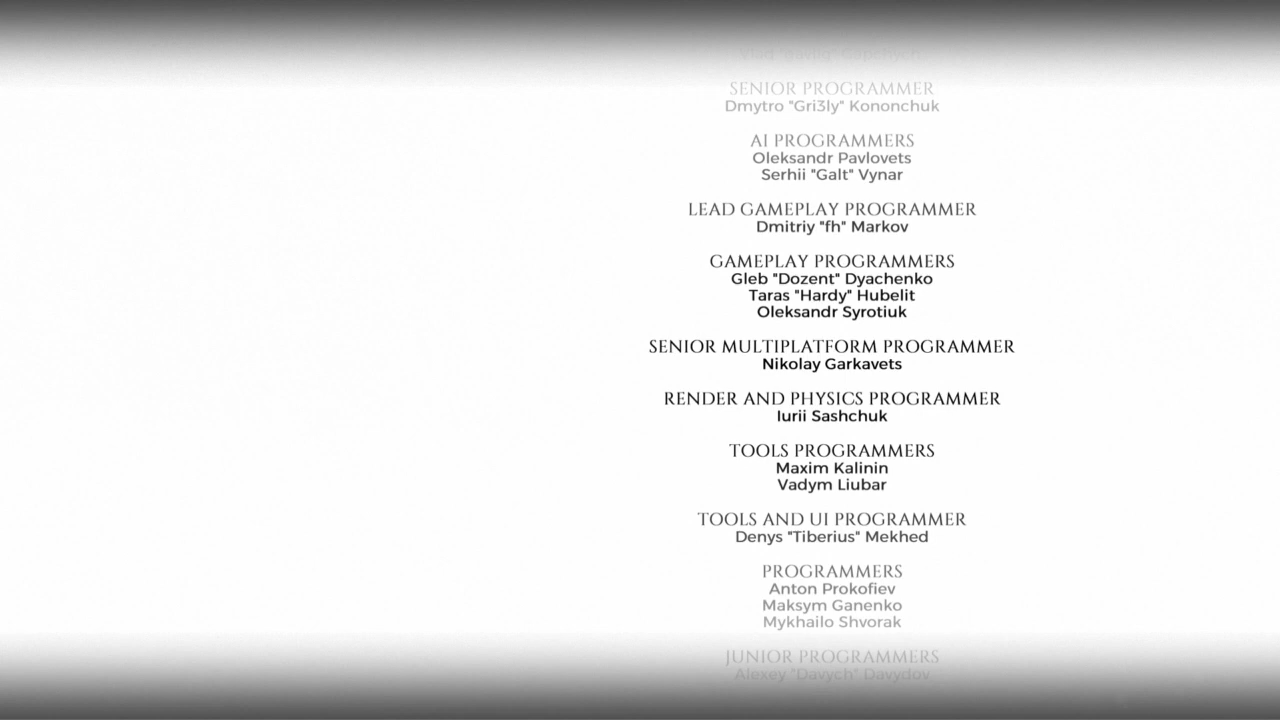 SENIOR PROGRAMMER
Dmytro "Gri3ly" Kononchuk
AI PROGRAMMERS
Oleksandr Pavlovets
Serhii "Galt" Vynar
LEAD GAMEPLAY PROGRAMMER
Dmitriy "fh" Markov
GAMEPLAY PROGRAMMERS
Gleb "Dozent" Dyachenko
Taras "Hardy" Hubelit
Oleksandr Syrotiuk
SENIOR MULTIPLATFORM PROGRAMMER
Nikolay Garkavets
RENDER AND PHYSICS PROGRAMMER
Iurii Sashchuk
TOOLS PROGRAMMERS
Maxim Kalinin
Vadym Liubar
TOOLS AND UI PROGRAMMER
Denys "Tiberius" Mekhed
PROGRAMMERS
Anton Prokofiev
Maksym Ganenko
Mykhailo Shvorak
JUNIOR PROGRAMMERS
Alexey "Davych" Davydov